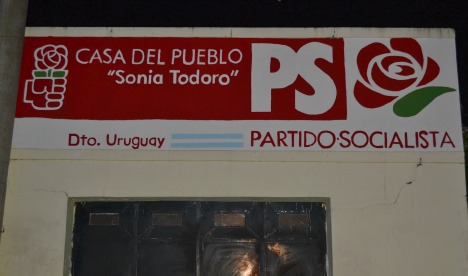 CASA DEL PUEBLO
"Sonia Todoro"
PS
Dto. Uruguay PARTIDO·SOCIALISTA